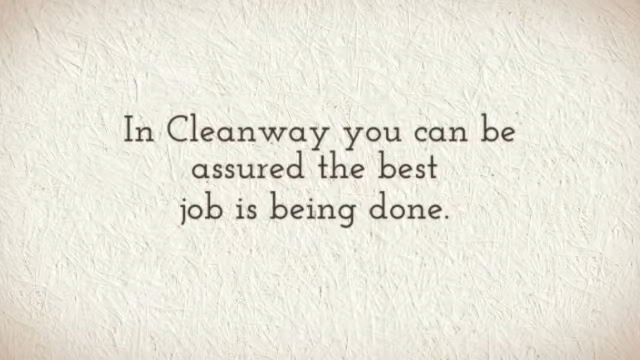 In Cleanway you can be
assured the best
job is being done.